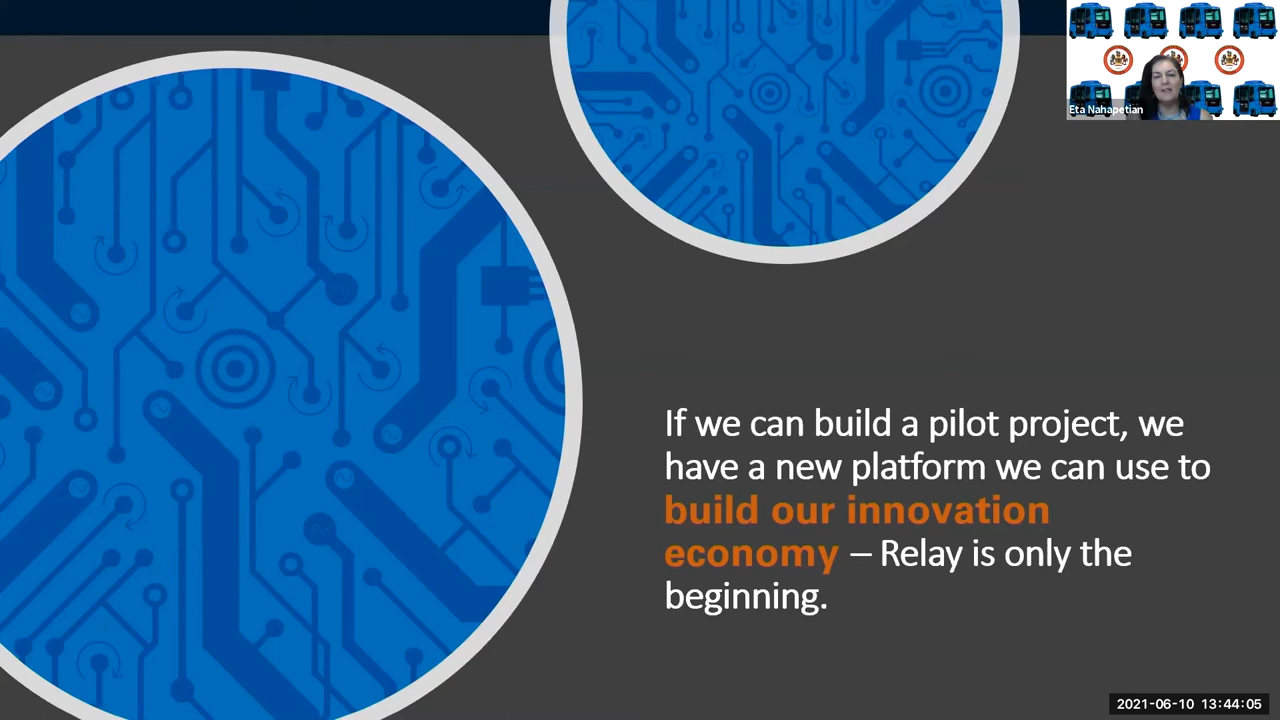 Eta Nahapetian
If we can build a pilot project, we
have a new platform we can use to
build our innovation
economy – Relay is only the
beginning.
2021-06-10 13:44:05